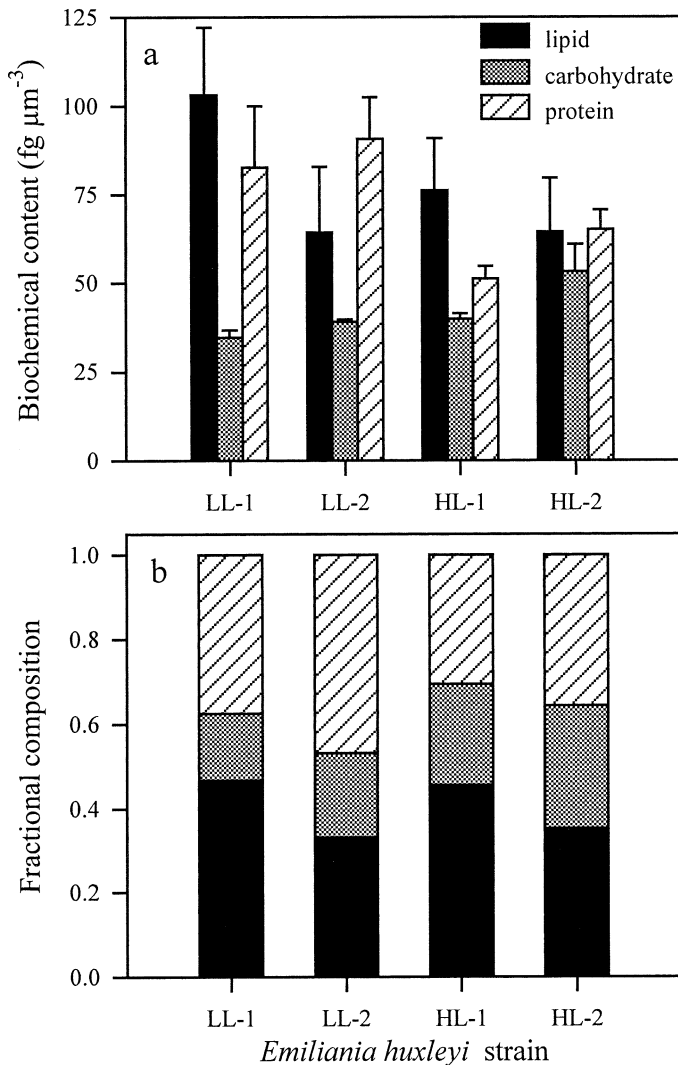 a
lipid
carbohydrate
protein
Biochemical content (fg μm⁻³)
125
100
75
50
25
0
LL-1 LL-2 HL-1 HL-2
b
Fractional composition
1.0
0.8
0.6
0.4
0.2
0.0
LL-1 LL-2 HL-1 HL-2
Emiliania huxleyi strain